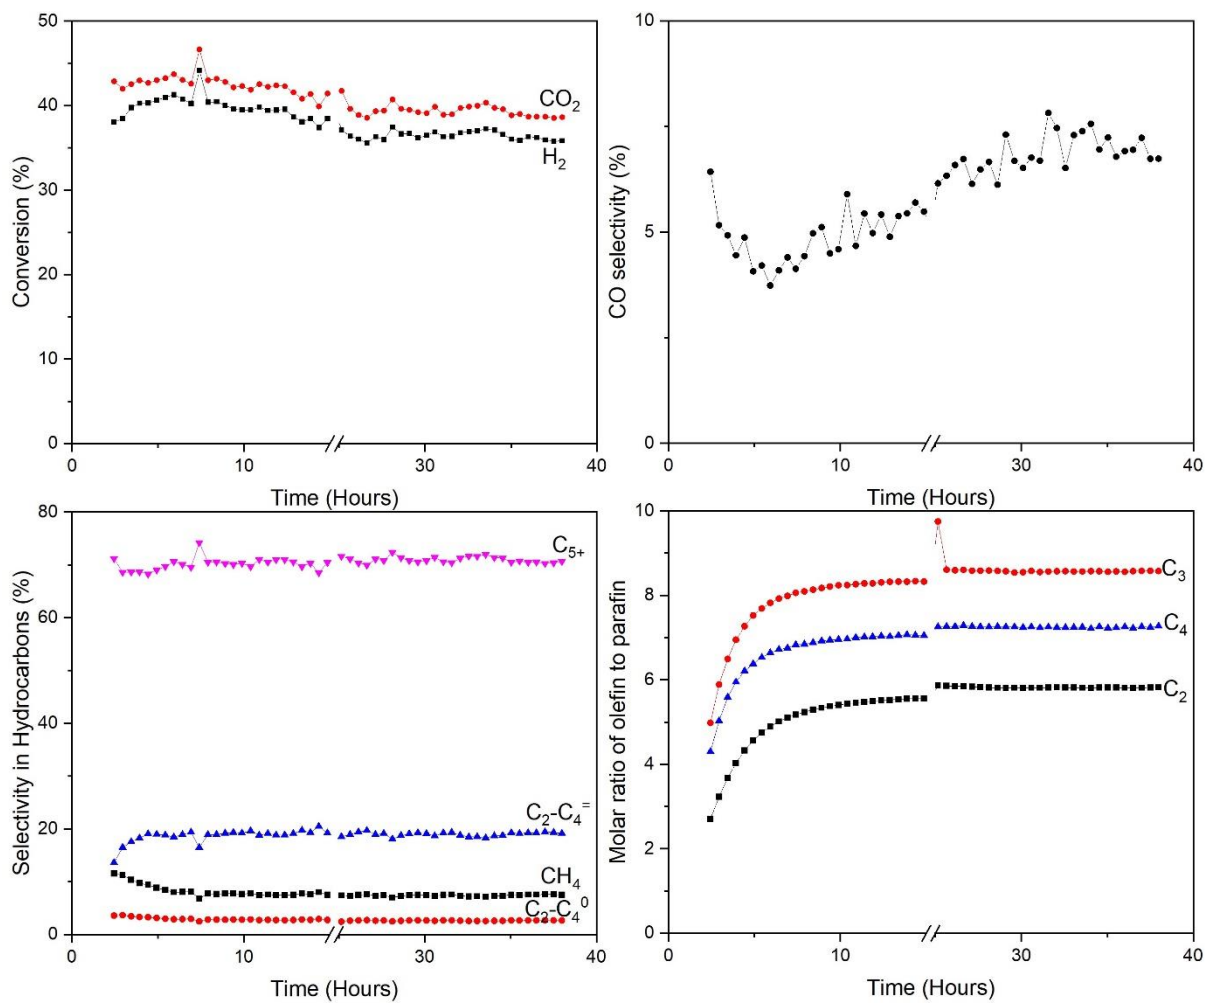 50
40
30
20
10
0
Conversion (%)
CO₂
H₂
0 10 30 40
Time (Hours)
10
5
0
CO selectivity (%)
0 10 30 40
Time (Hours)
80
60
40
20
0
Selectivity in Hydrocarbons (%)
C₅₊
C₂-C₄⁼
CH₄
C₂-C₄⁰
0 10 30 40
Time (Hours)
10
8
6
4
2
0
Molar ratio of olefin to parafin
C₃
C₄
C₂
0 10 30 40
Time (Hours)